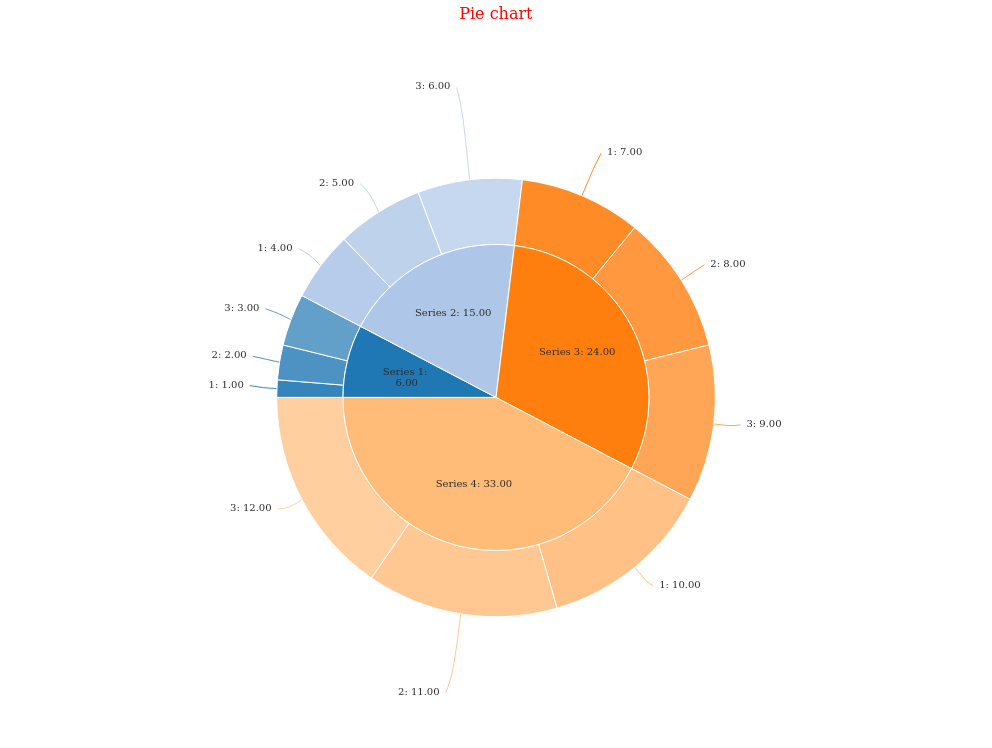 Pie chart
3: 6.00
1: 7.00
2: 5.00
1: 4.00
2: 8.00
3: 3.00
Series 2: 15.00
Series 3: 24.00
2: 2.00
Series 1:
6.00
1: 1.00
3: 9.00
Series 4: 33.00
3: 12.00
1: 10.00
2: 11.00